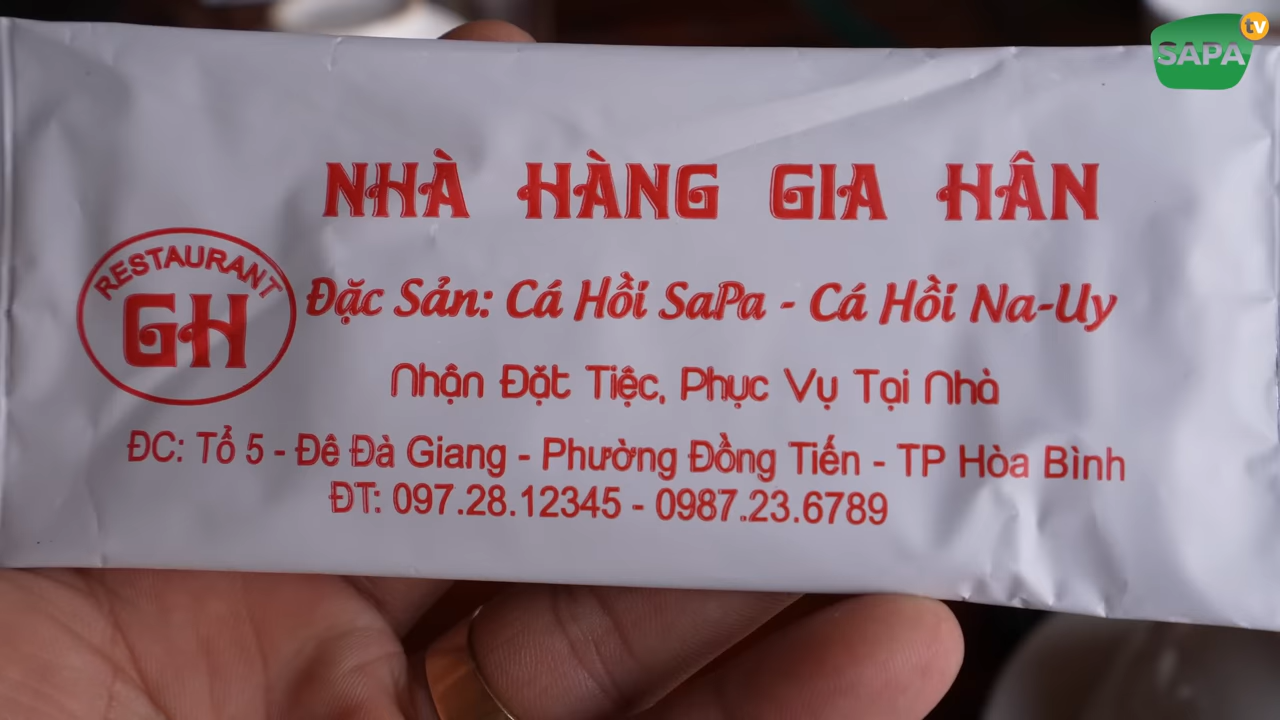 SAPA tv
NHÀ HÀNG GIA HÂN
RESTAURANT
GH
Đặc Sản: Cá Hồi SaPa - Cá Hồi Na-Uy
Nhận Đặt Tiệc, Phục Vụ Tại Nhà
ĐC: Tổ 5 - Đê Đà Giang - Phường Đồng Tiến - TP Hòa Bình
ĐT: 097.28.12345 - 0987.23.6789